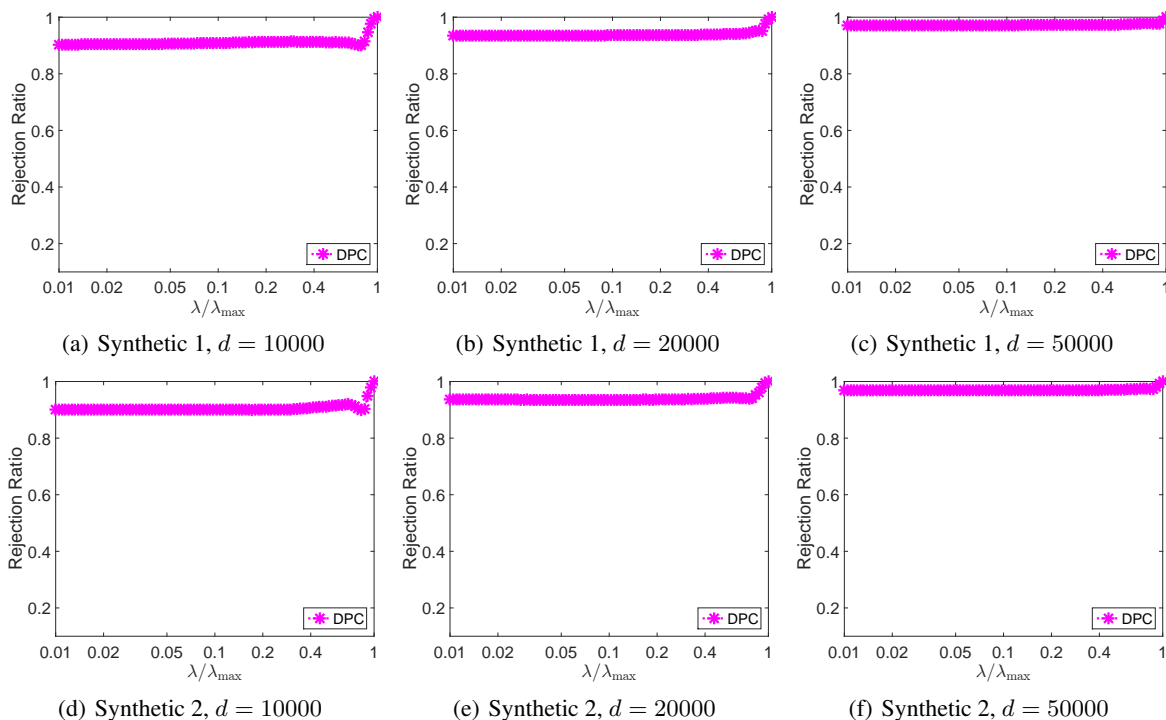 1
0.8
0.6
0.4
0.2
Rejection Ratio
DPC
0.01 0.02 0.05 0.1 0.2 0.4 1
λ/λmax
(a) Synthetic 1, d = 10000
1
0.8
0.6
0.4
0.2
Rejection Ratio
DPC
0.01 0.02 0.05 0.1 0.2 0.4 1
λ/λmax
(b) Synthetic 1, d = 20000
1
0.8
0.6
0.4
0.2
Rejection Ratio
DPC
0.01 0.02 0.05 0.1 0.2 0.4 1
λ/λmax
(c) Synthetic 1, d = 50000
1
0.8
0.6
0.4
0.2
Rejection Ratio
DPC
0.01 0.02 0.05 0.1 0.2 0.4 1
λ/λmax
(d) Synthetic 2, d = 10000
1
0.8
0.6
0.4
0.2
Rejection Ratio
DPC
0.01 0.02 0.05 0.1 0.2 0.4 1
λ/λmax
(e) Synthetic 2, d = 20000
1
0.8
0.6
0.4
0.2
Rejection Ratio
DPC
0.01 0.02 0.05 0.1 0.2 0.4 1
λ/λmax
(f) Synthetic 2, d = 50000